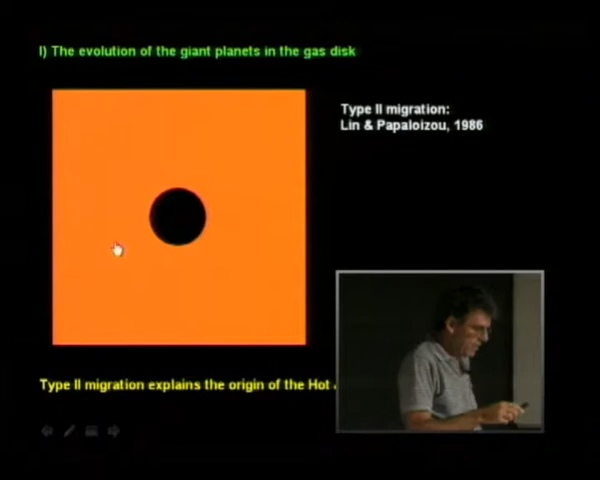 I) The evolution of the giant planets in the gas disk
Type II migration:
Lin & Papaloizou, 1986
Type II migration explains the origin of the Hot